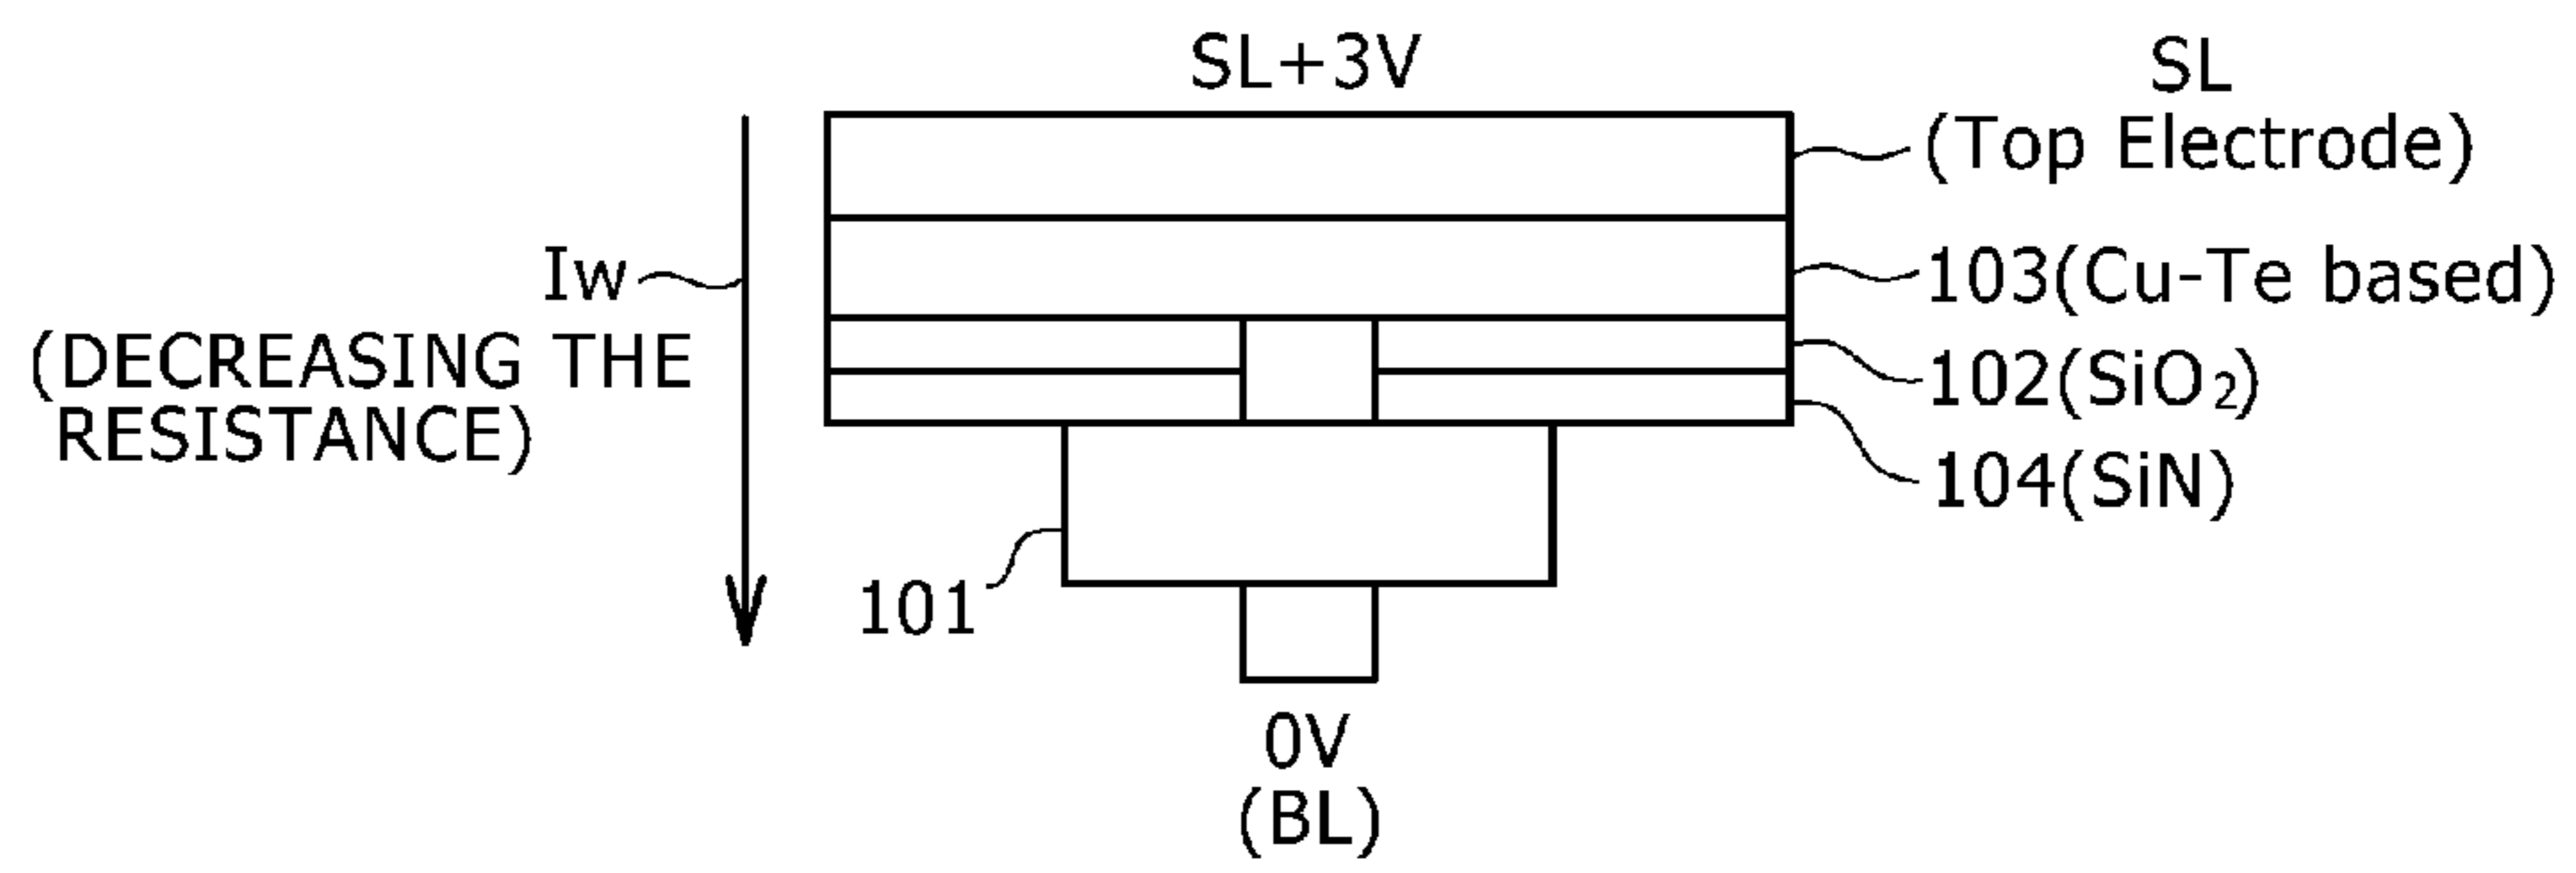 SL+3V
SL
(Top Electrode)
Iw
(DECREASING THE
RESISTANCE)
103(Cu-Te based)
102(SiO₂)
104(SiN)
101
0V
(BL)